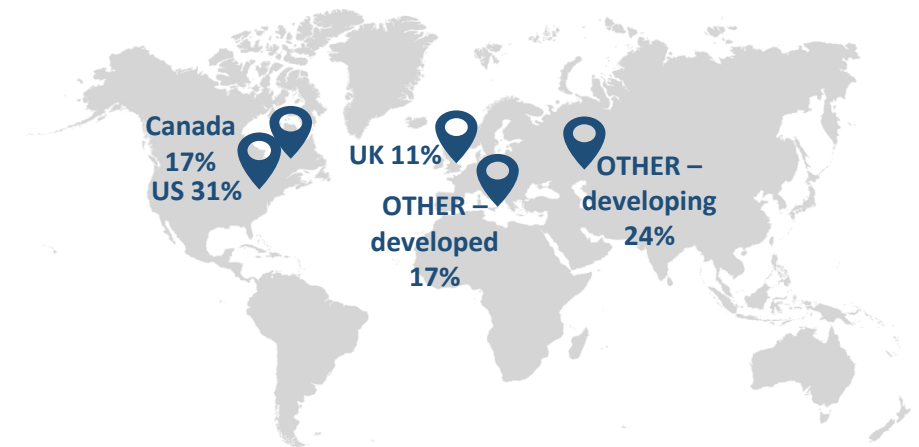 Canada
17%
US 31%
UK 11%
OTHER –
developed
17%
OTHER –
developing
24%